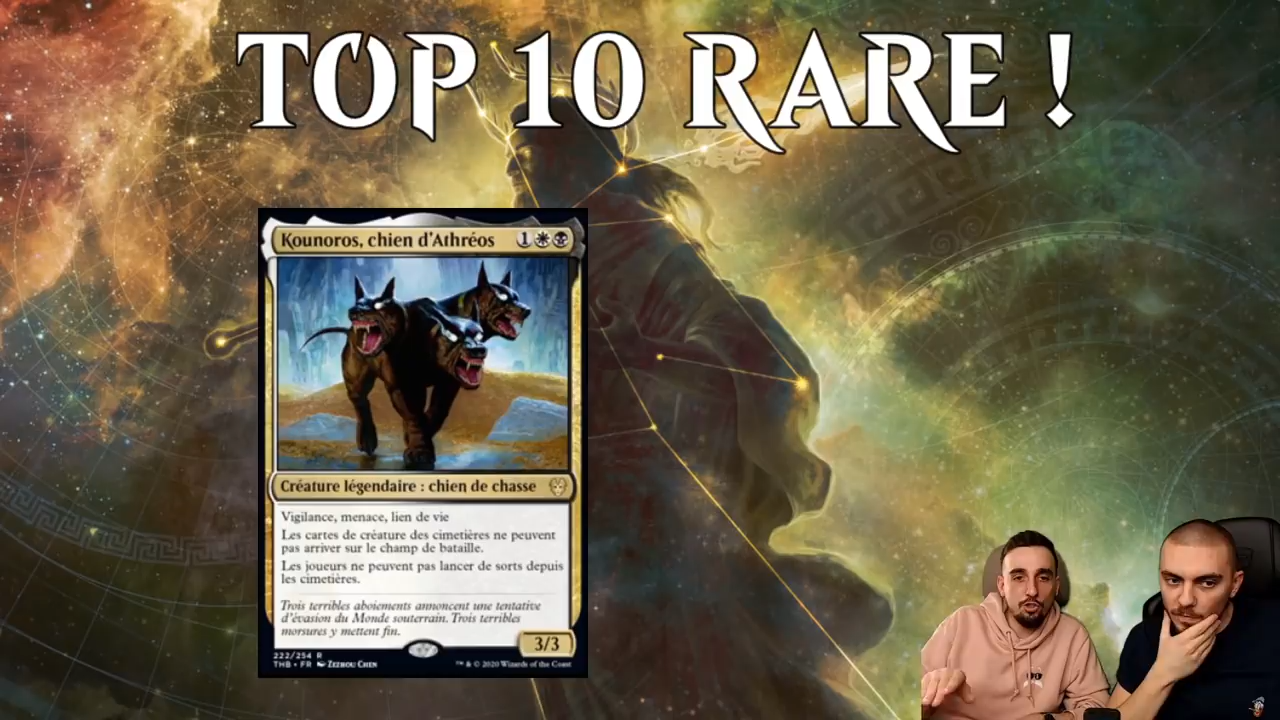 TOP 10 RARE !
Kounoros, chien d'Athréos 1
Créature légendaire : chien de chasse
Vigilance, menace, lien de vie
Les cartes de créature des cimetières ne peuvent
pas arriver sur le champ de bataille.
Les joueurs ne peuvent pas lancer de sorts depuis
les cimetières.
Trois terribles aboiements annoncent une tentative
d'évasion du Monde souterrain. Trois terribles
morsures y mettent fin.
3/3
222/254 R
THB • FR Zezhou Chen ™ & © 2020 Wizards of the Coast